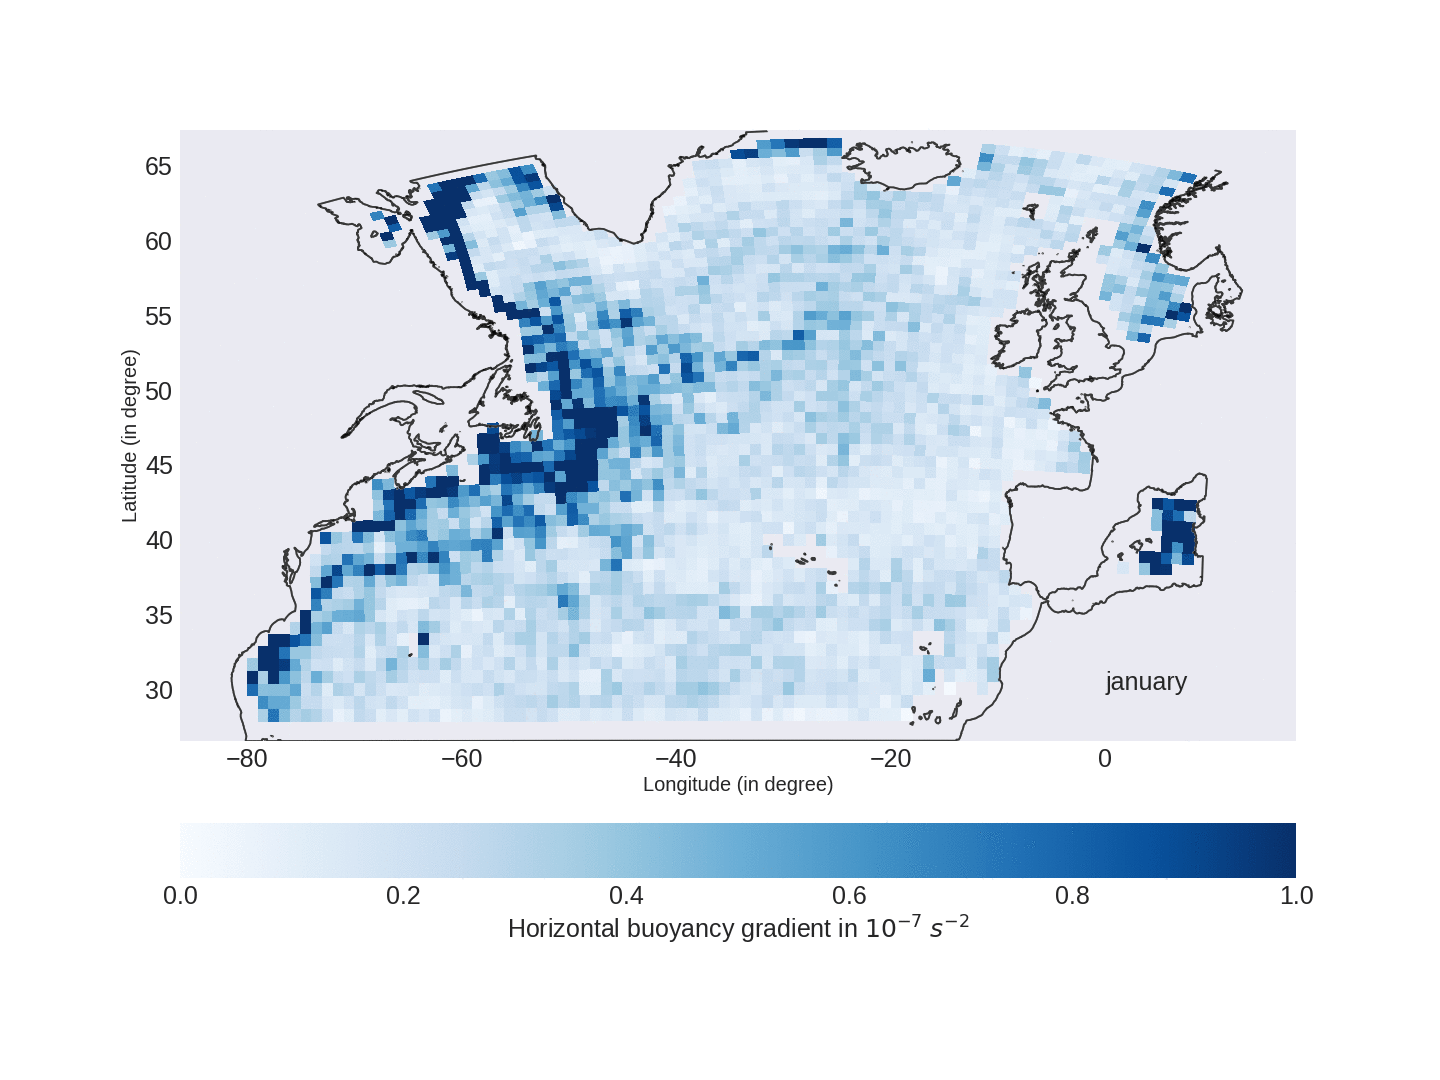 65
60
55
50
45
40
35
30
Latitude (in degree)
january
−80 −60 −40 −20 0
Longitude (in degree)
0.0 0.2 0.4 0.6 0.8 1.0
Horizontal buoyancy gradient in 10⁻⁷ s⁻²